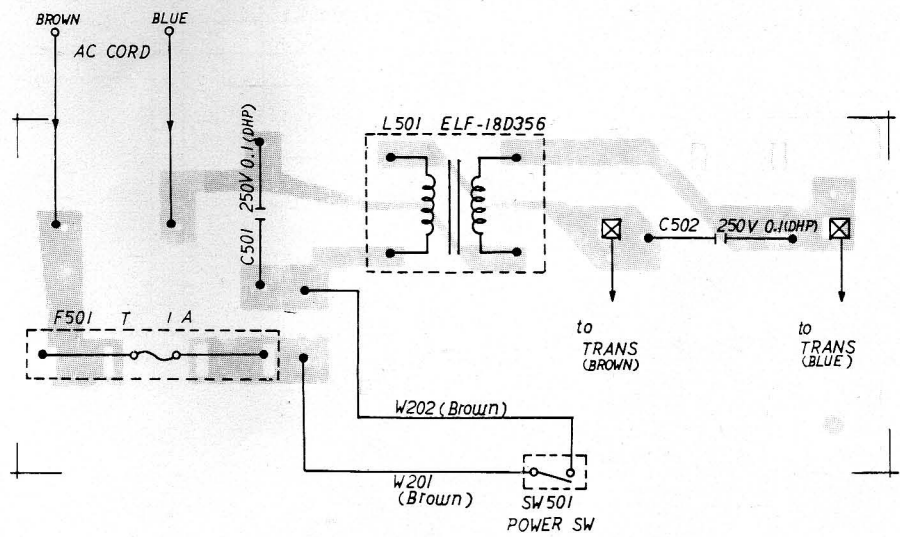 BROWN
BLUE
AC CORD
C501 250V 0.1(DHP)
L501 ELF-18D356
C502 250V 0.1(DHP)
F501 T 1A
to
TRANS
(BROWN)
to
TRANS
(BLUE)
W202 (Brown)
W201
(Brown)
SW501
POWER SW